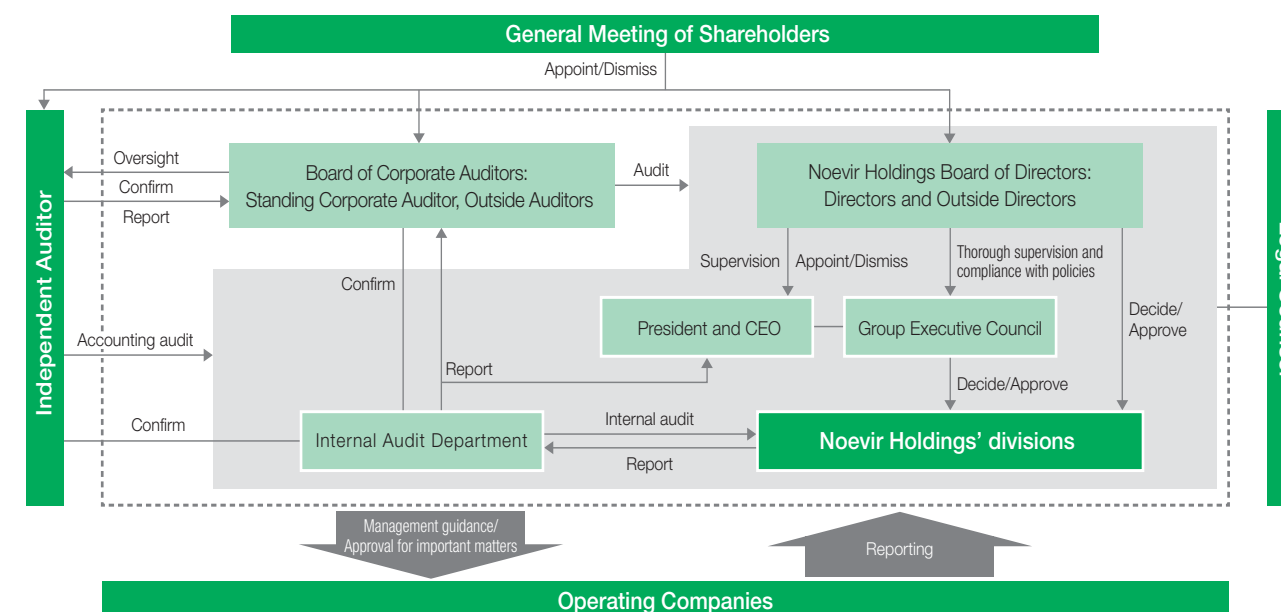 General Meeting of Shareholders
Appoint/Dismiss
Independent Auditor
Oversight
Confirm
Report
Board of Corporate Auditors:
Standing Corporate Auditor, Outside Auditors
Audit
Noevir Holdings Board of Directors:
Directors and Outside Directors
Supervision
Appoint/Dismiss
Thorough supervision and
compliance with policies
Confirm
Decide/
Approve
President and CEO
Group Executive Council
Accounting audit
Report
Decide/Approve
Confirm
Internal Audit Department
Internal audit
Report
Noevir Holdings’ divisions
Management guidance/
Approval for important matters
Reporting
Operating Companies